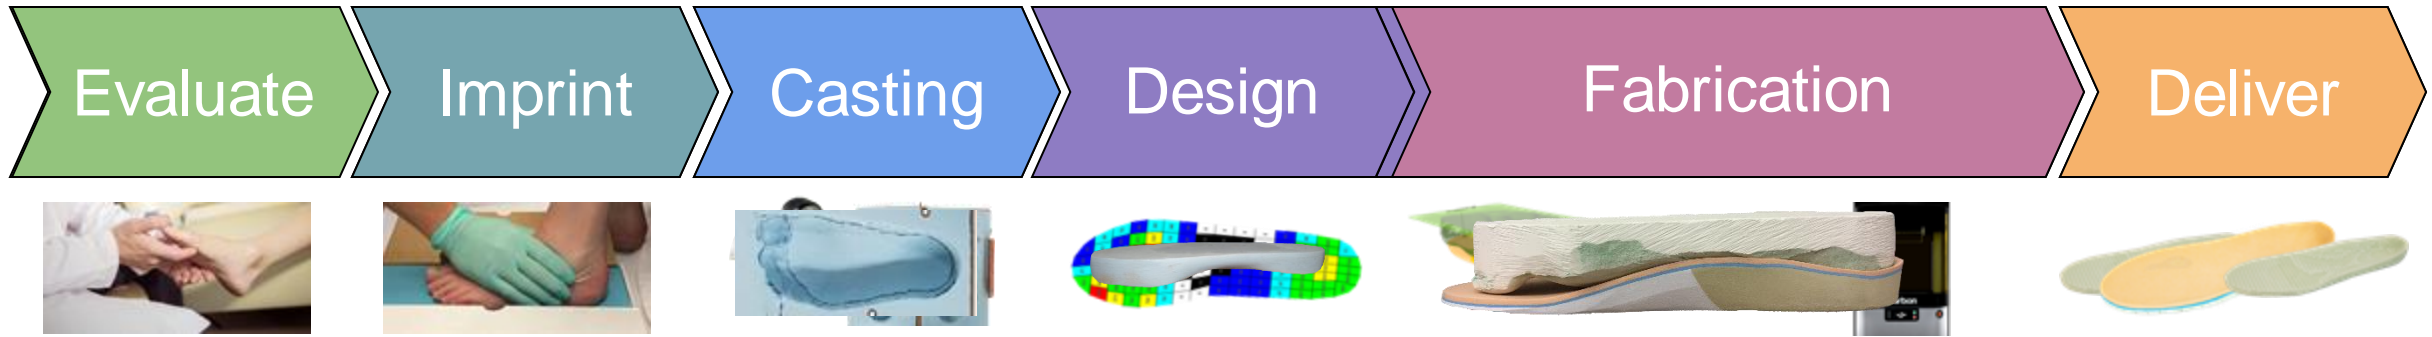 Evaluate
Imprint
Casting
Design
Fabrication
Deliver